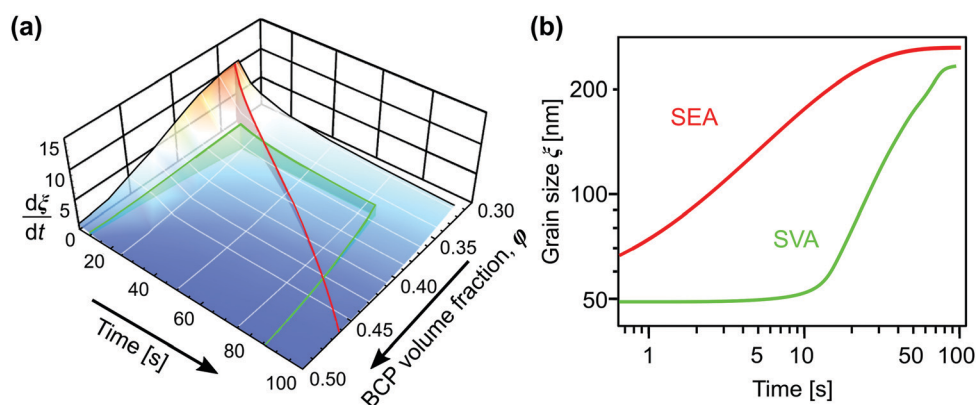 (a)
15
10
5
0
dξ
dt
20
40
60
80
100
Time [s]
0.30
0.35
0.40
0.45
0.50
BCP volume fraction, φ
(b)
Grain size ξ [nm]
200
100
50
SEA
SVA
1
5
10
50
100
Time [s]